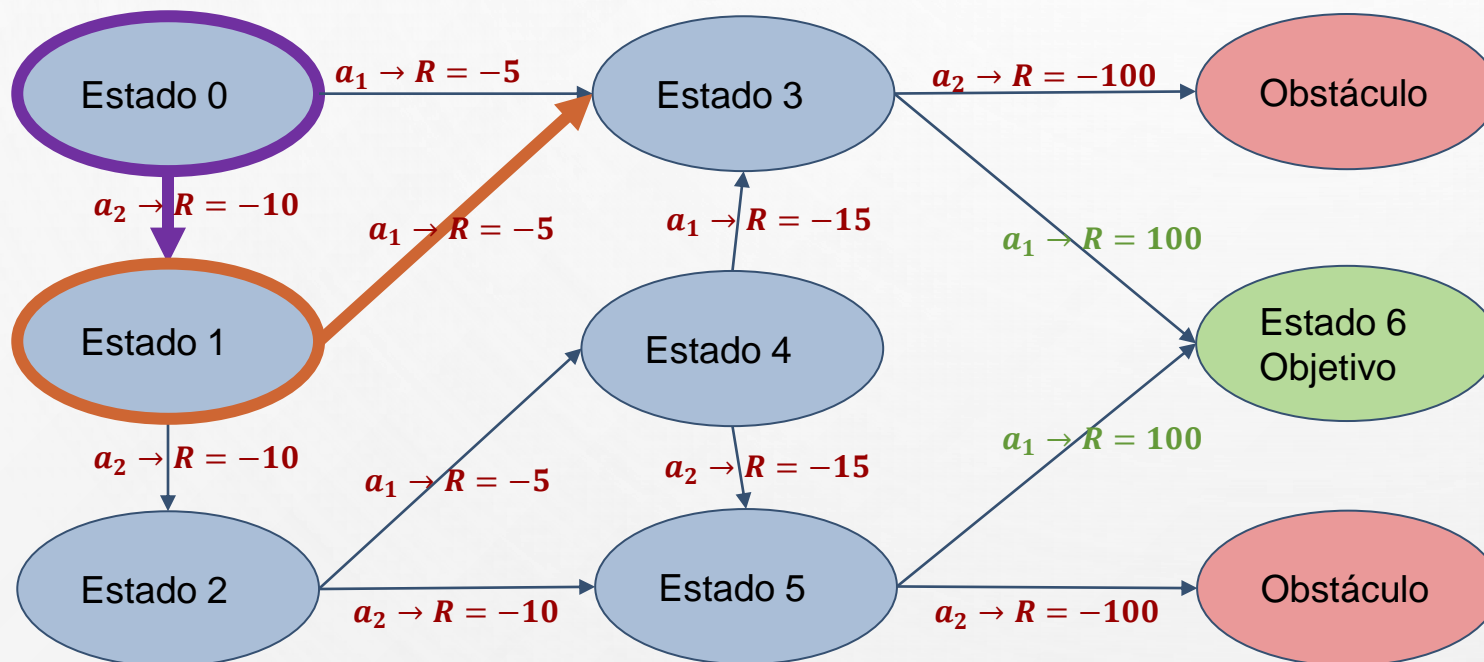 Estado 0
a₁ → R = −5
Estado 3
a₂ → R = −100
Obstáculo
a₂ → R = −10
a₁ → R = −5
a₁ → R = −15
a₁ → R = 100
Estado 1
Estado 4
Estado 6
Objetivo
a₂ → R = −10
a₁ → R = −5
a₂ → R = −15
a₁ → R = 100
Estado 2
a₂ → R = −10
Estado 5
a₂ → R = −100
Obstáculo